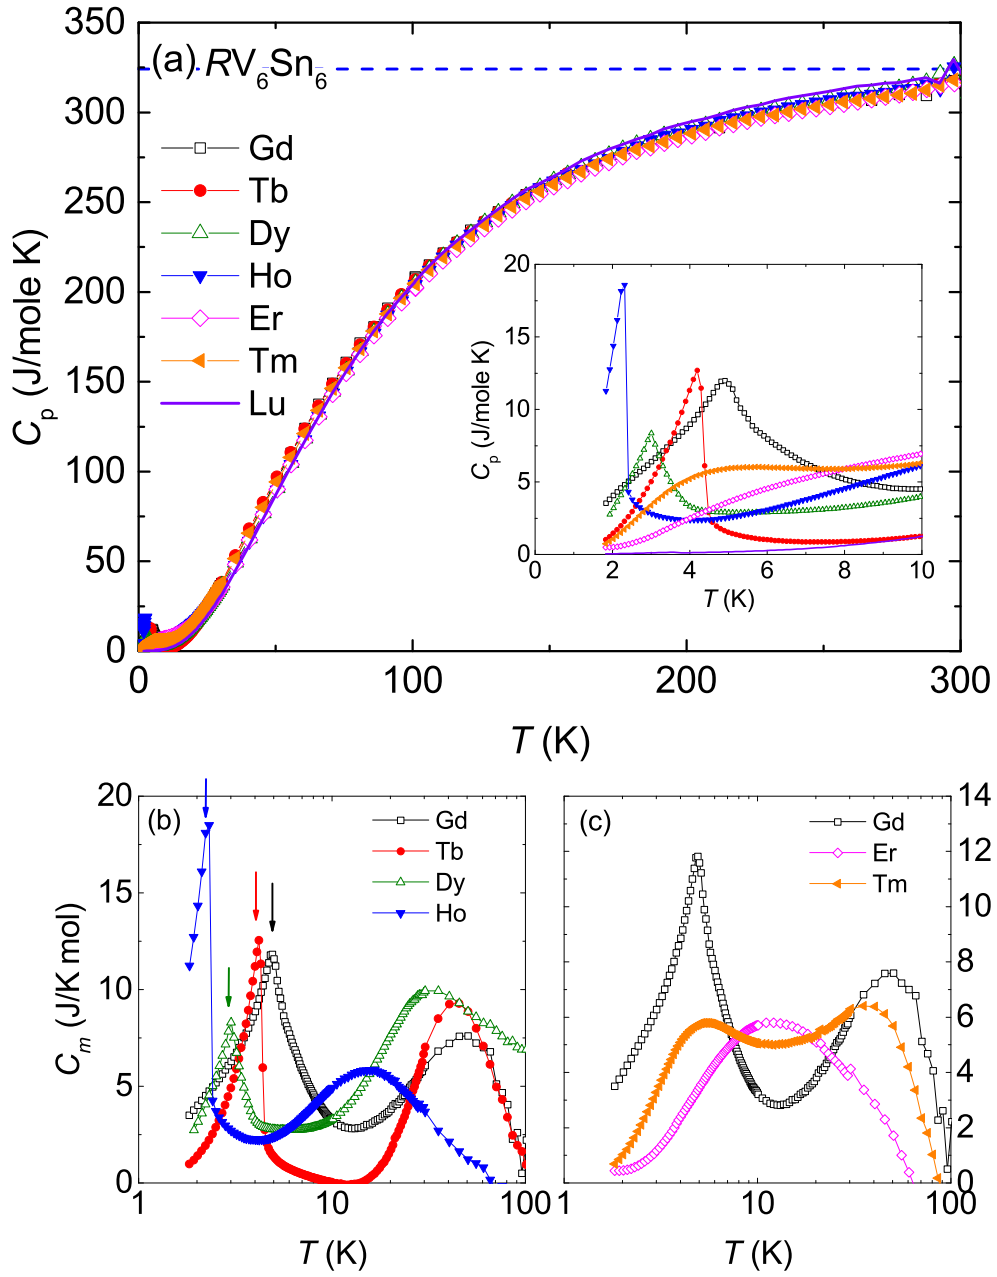 (a) RV6Sn6
Gd
Tb
Dy
Ho
Er
Tm
Lu
Cp (J/mole K)
350
300
250
200
150
100
50
0
0 100 200 300
T (K)
Cp (J/mole K)
20
15
10
5
0
0 2 4 6 8 10
T (K)
(b)
Gd
Tb
Dy
Ho
Cm (J/K mol)
20
15
10
5
0
1 10 100
T (K)
(c)
Gd
Er
Tm
14
12
10
8
6
4
2
0
1 10 100
T (K)